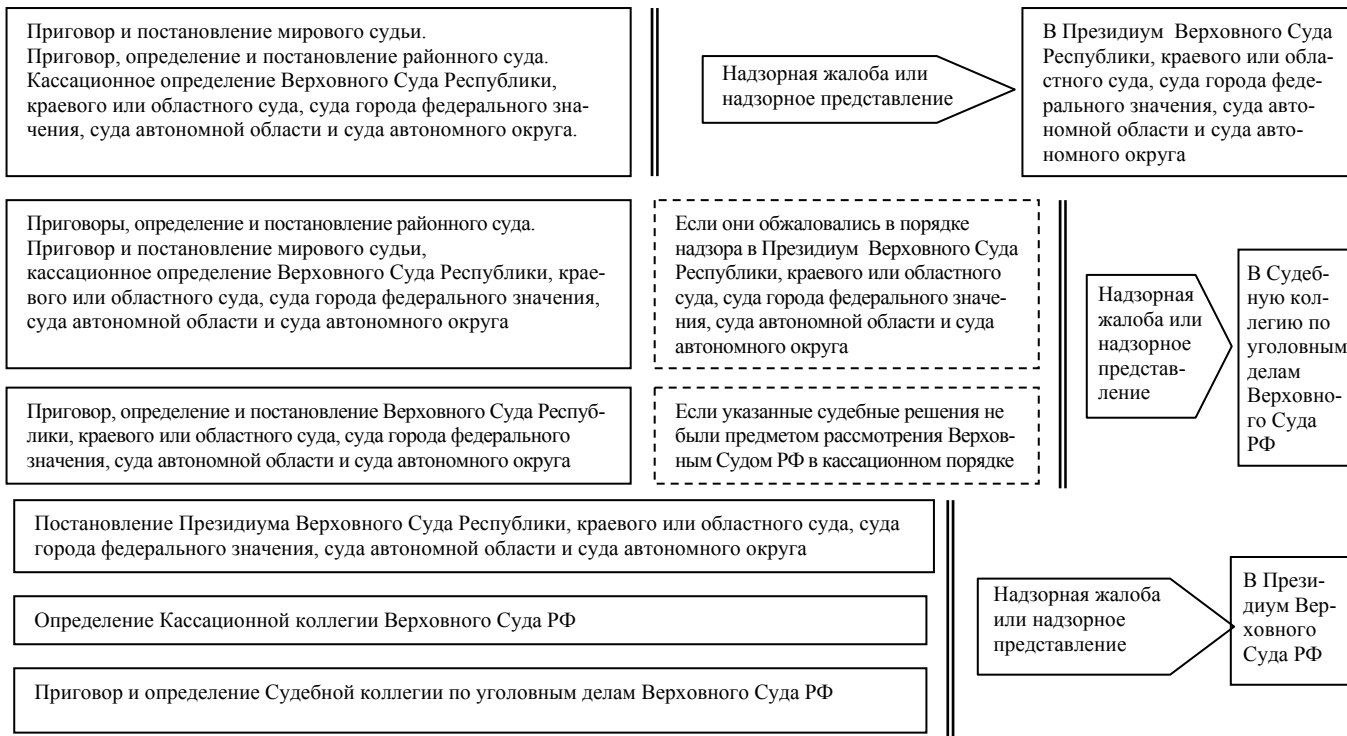 Приговор и постановление мирового судьи.
Приговор, определение и постановление районного суда.
Кассационное определение Верховного Суда Республики,
краевого или областного суда, суда города федерального зна-
чения, суда автономной области и суда автономного округа.
Надзорная жалоба или
надзорное представление
В Президиум Верховного Суда
Республики, краевого или обла-
стного суда, суда города феде-
рального значения, суда авто-
номной области и суда авто-
номного округа
Приговоры, определение и постановление районного суда.
Приговор и постановление мирового судьи,
кассационное определение Верховного Суда Республики, крае-
вого или областного суда, суда города федерального значения,
суда автономной области и суда автономного округа
Если они обжаловались в порядке
надзора в Президиум Верховного Суда
Республики, краевого или областного
суда, суда города федерального значе-
ния, суда автономной области и суда
автономного округа
Приговор, определение и постановление Верховного Суда Респуб-
лики, краевого или областного суда, суда города федерального
значения, суда автономной области и суда автономного округа
Если указанные судебные решения не
были предметом рассмотрения Верхов-
ным Судом РФ в кассационном порядке
Надзорная
жалоба или
надзорное
представ-
ление
В Судеб-
ную кол-
легию по
уголовным
делам
Верховно-
го Суда
РФ
Постановление Президиума Верховного Суда Республики, краевого или областного суда, суда
города федерального значения, суда автономной области и суда автономного округа
Определение Кассационной коллегии Верховного Суда РФ
Приговор и определение Судебной коллегии по уголовным делам Верховного Суда РФ
Надзорная жалоба
или надзорное
представление
В Прези-
диум Вер-
ховного
Суда РФ